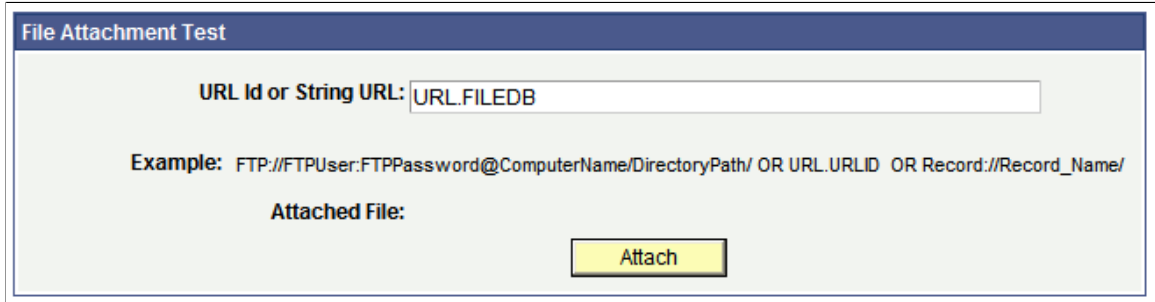 File Attachment Test
URL Id or String URL: URL.FILEDB
Example: FTP://FTPUser:FTPPassword@ComputerName/DirectoryPath/ OR URL.URLID OR Record://Record_Name/
Attached File:
Attach